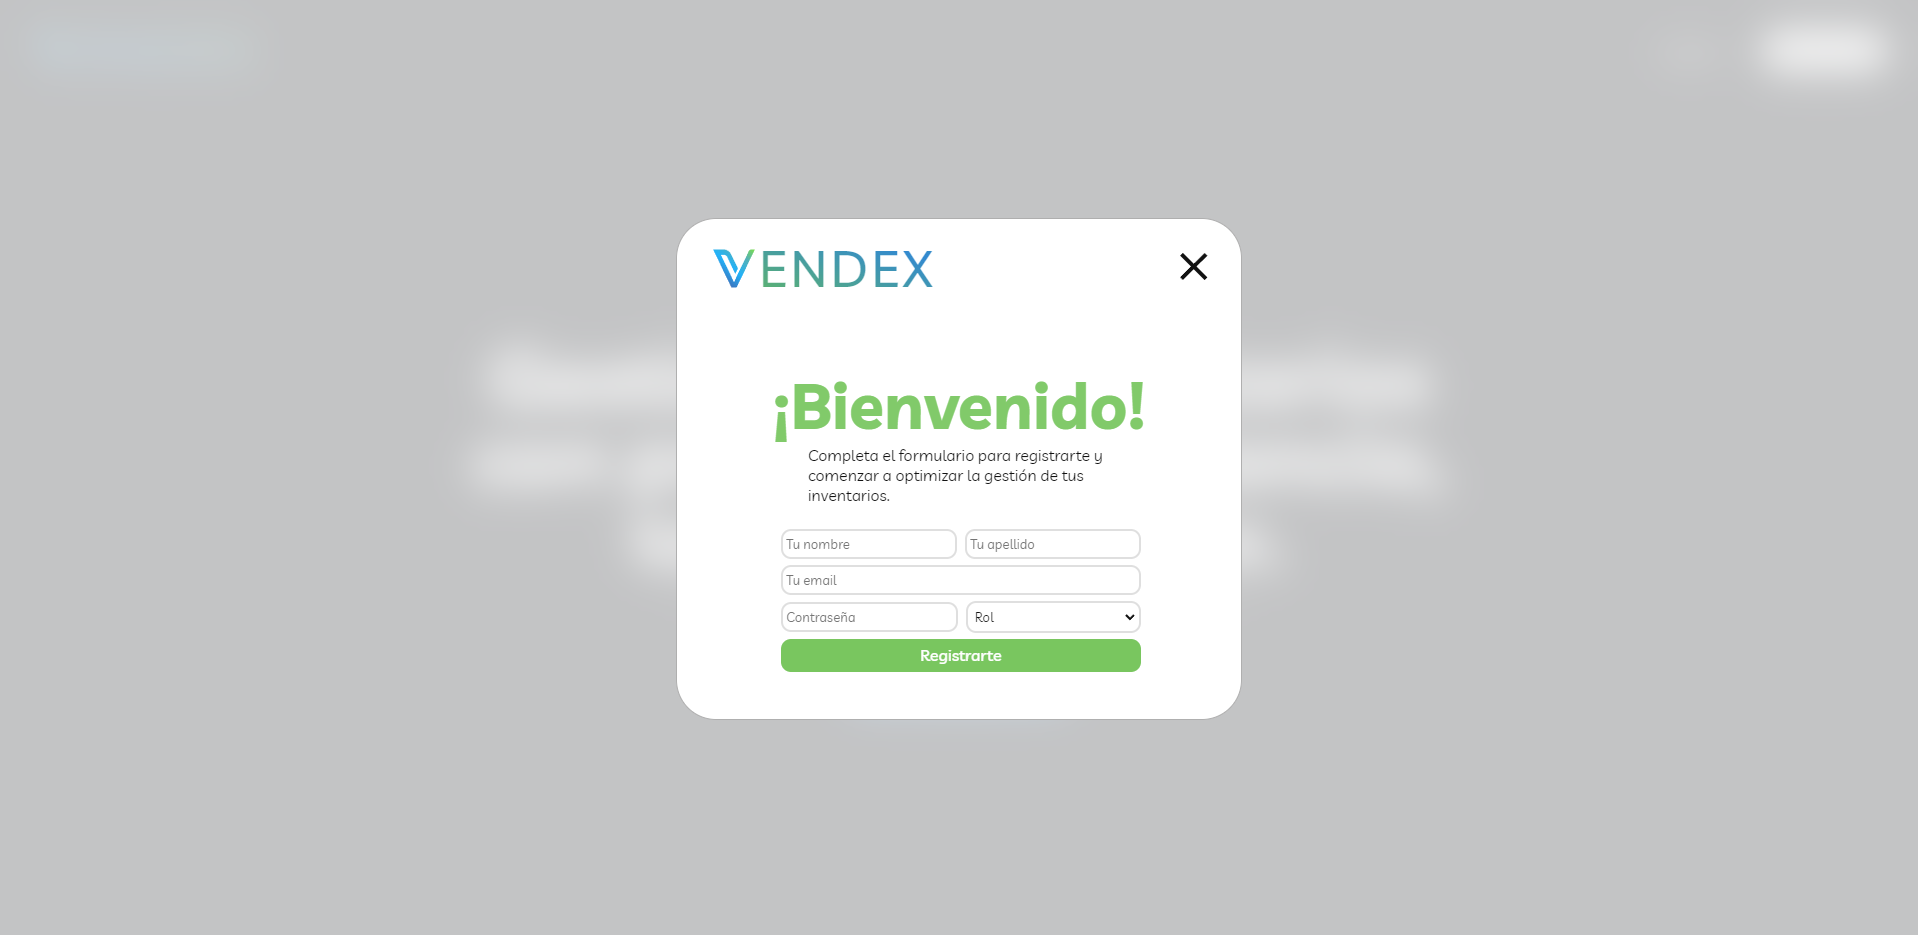 VENDEX
¡Bienvenido!
Completa el formulario para registrarte y
comenzar a optimizar la gestión de tus
inventarios.
Tu nombre
Tu apellido
Tu email
Contraseña
Rol
Registrarte